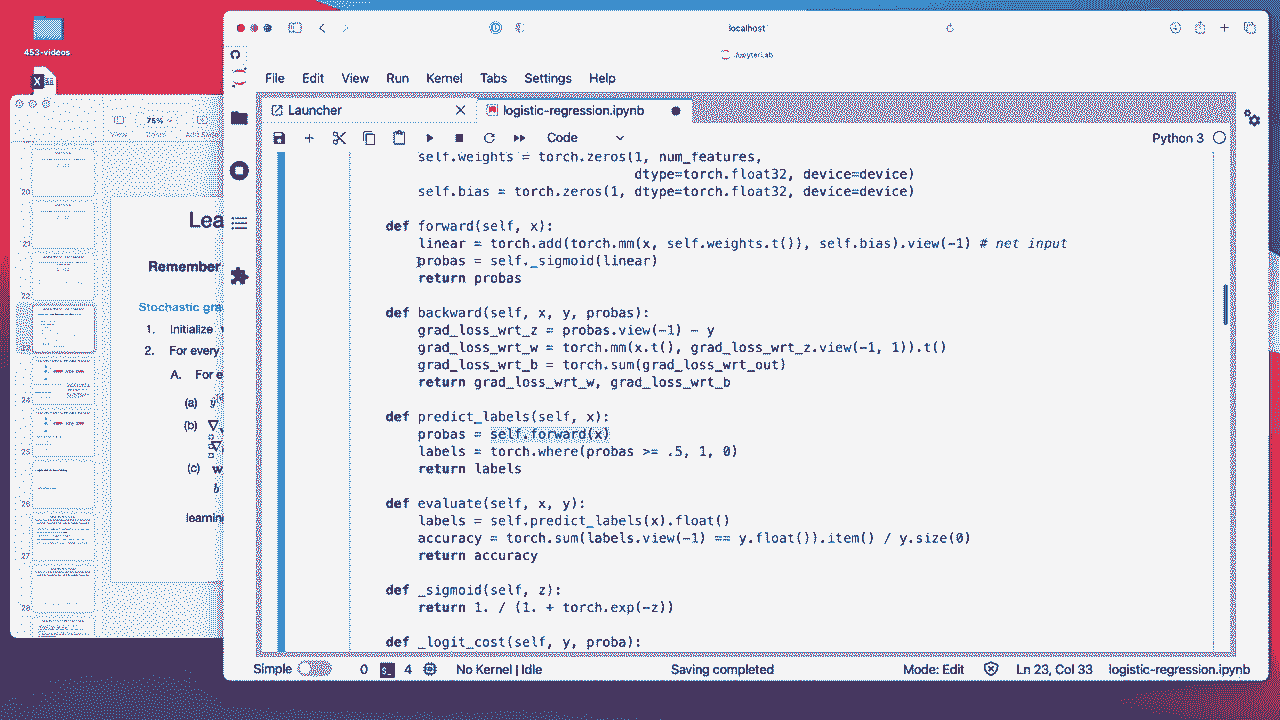 453-videos
localhost
JupyterLab
File Edit View Run Kernel Tabs Settings Help
Launcher
logistic-regression.ipynb
Code
Python 3
75%
View
Lea
Remember
Stochastic gra
1. Initialize
2. For every
A. For e
(a) ŷ
(b) ∇
(c) w
b
learning
20
21
22
24
26
27
28
self.weights = torch.zeros(1, num_features,
dtype=torch.float32, device=device)
self.bias = torch.zeros(1, dtype=torch.float32, device=device)
def forward(self, x):
linear = torch.add(torch.mm(x, self.weights.t()), self.bias).view(-1) # net input
probas = self._sigmoid(linear)
return probas
def backward(self, x, y, probas):
grad_loss_wrt_z = probas.view(-1) - y
grad_loss_wrt_w = torch.mm(x.t(), grad_loss_wrt_z.view(-1, 1)).t()
grad_loss_wrt_b = torch.sum(grad_loss_wrt_out)
return grad_loss_wrt_w, grad_loss_wrt_b
def predict_labels(self, x):
probas = self.forward(x)
labels = torch.where(probas >= .5, 1, 0)
return labels
def evaluate(self, x, y):
labels = self.predict_labels(x).float()
accuracy = torch.sum(labels.view(-1) == y.float()).item() / y.size(0)
return accuracy
def _sigmoid(self, z):
return 1. / (1. + torch.exp(-z))
def _logit_cost(self, y, proba):
Simple 0 4 No Kernel | Idle Saving completed Mode: Edit Ln 23, Col 33 logistic-regression.ipynb